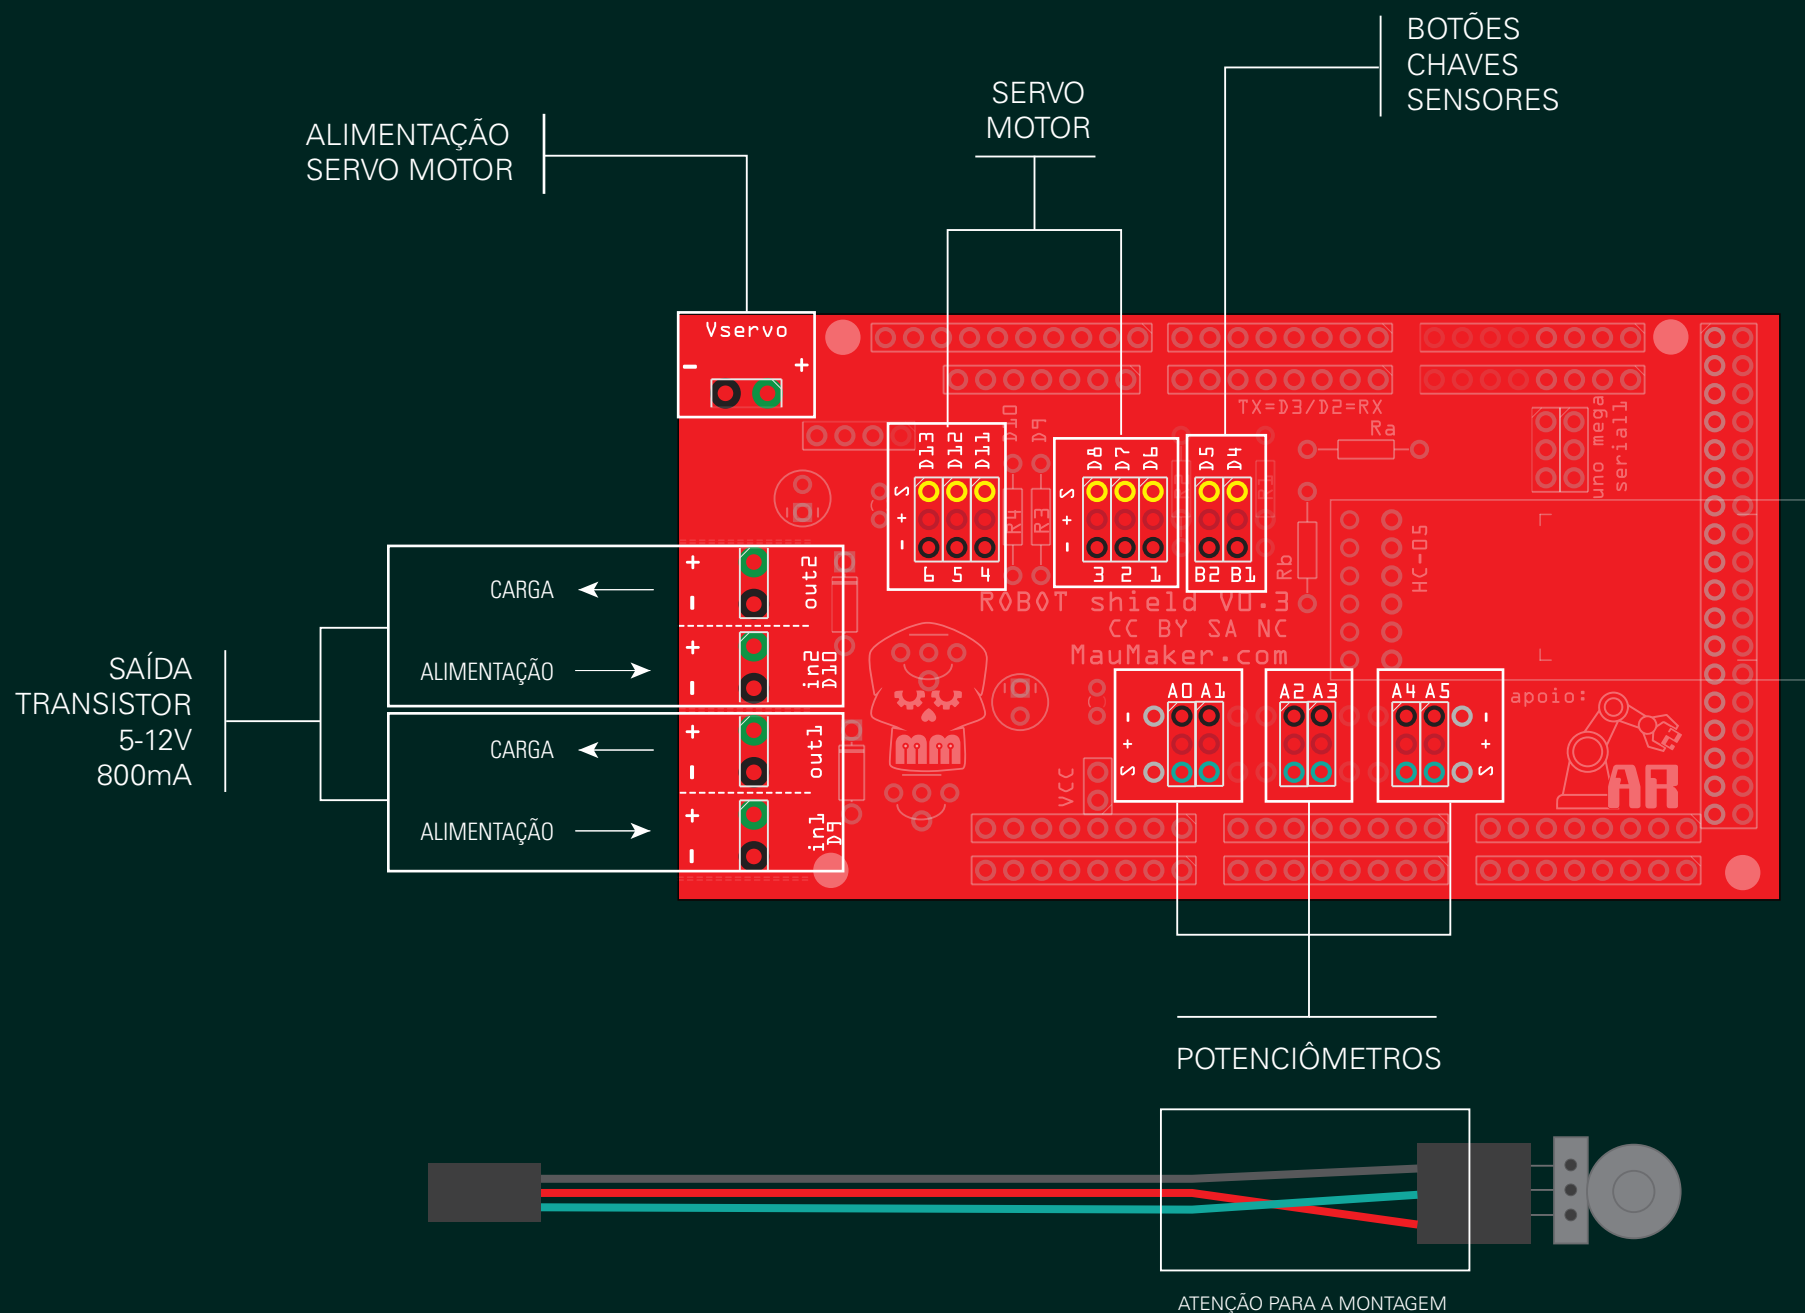 BOTÕES
CHAVES
SENSORES
SERVO
MOTOR
ALIMENTAÇÃO
SERVO MOTOR
Vservo
- +
TX=D3/D2=RX
Ra
uno mega
serial1
D13 D12 D11
D10 D9
D8 D7 D6
D5 D4
S
+
-
S
+
-
R4 R3
R1
6 5 4
3 2 1
B2 B1
Rb
HC-05
ROBOT shield V0.3
CC BY SA NC
MauMaker.com
CARGA
+
-
out2
ALIMENTAÇÃO
+
-
in2
D10
SAÍDA
TRANSISTOR
5-12V
800mA
CARGA
+
-
out1
ALIMENTAÇÃO
+
-
in1
D9
A0 A1
A2 A3
A4 A5
-
+
S
-
+
S
VCC
apoio:
AR
POTENCIÔMETROS
ATENÇÃO PARA A MONTAGEM